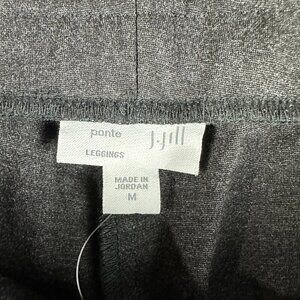 ponte J.Jill
LEGGINGS
MADE IN
JORDAN
M